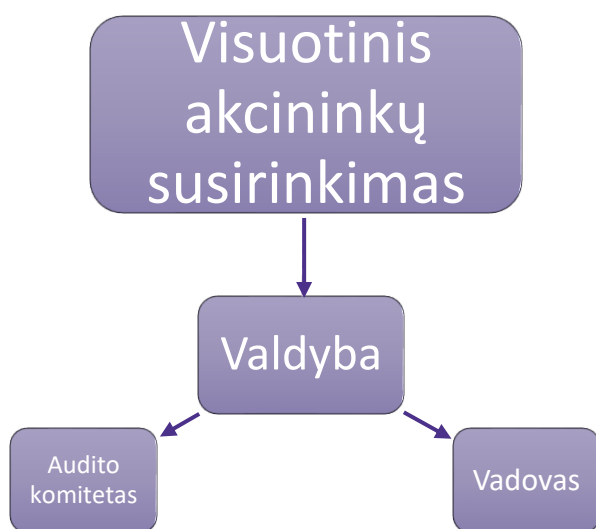 Visuotinis
akcininkų
susirinkimas
Valdyba
Audito
komitetas
Vadovas